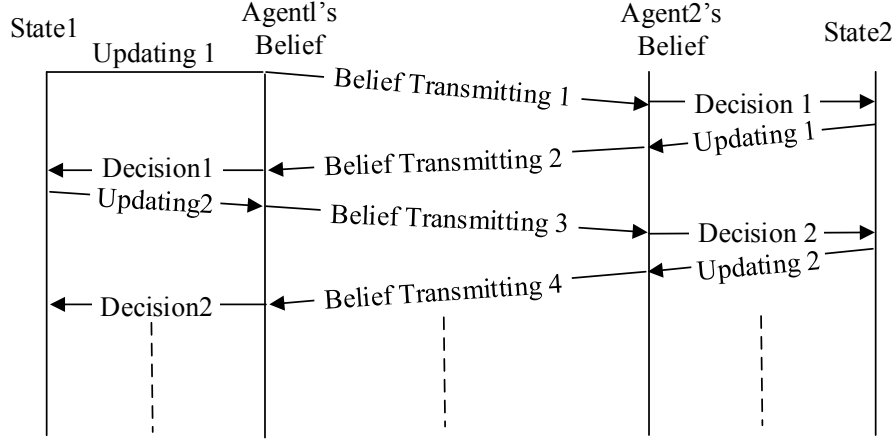 State1
Agentl's
Belief
Agent2's
Belief
State2
Updating 1
Belief Transmitting 1
Decision 1
Updating 1
Belief Transmitting 2
Decision1
Updating2
Belief Transmitting 3
Decision 2
Updating 2
Belief Transmitting 4
Decision2